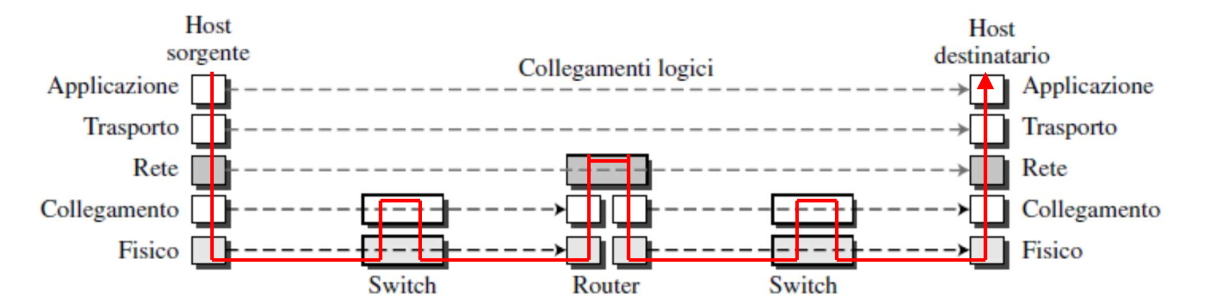 Host
sorgente
Host
destinatario
Collegamenti logici
Applicazione
Applicazione
Trasporto
Trasporto
Rete
Rete
Collegamento
Collegamento
Fisico
Fisico
Switch
Router
Switch